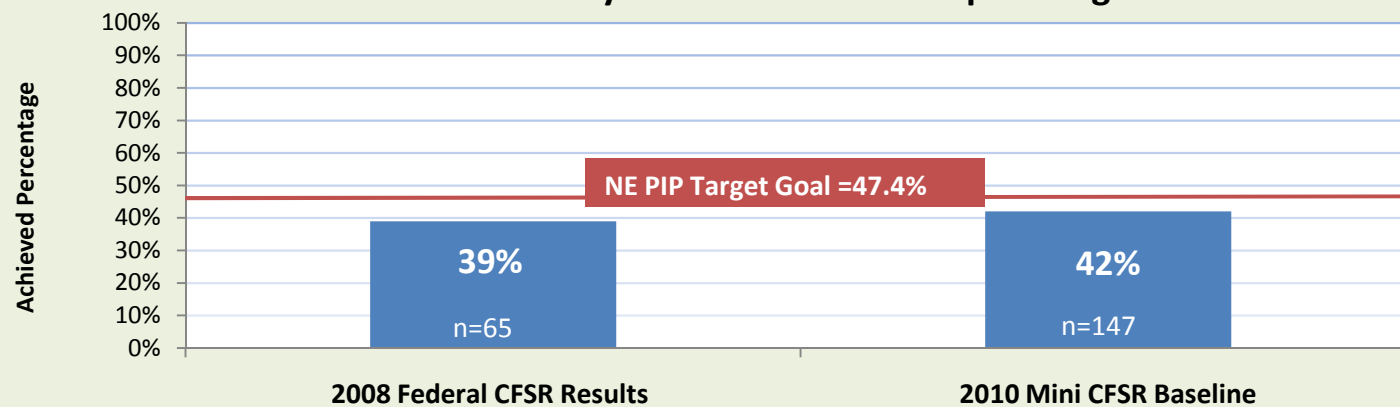 100%
90%
80%
70%
60%
50%
40%
30%
20%
10%
0%
Achieved Percentage
NE PIP Target Goal =47.4%
39%
n=65
42%
n=147
2008 Federal CFSR Results
2010 Mini CFSR Baseline